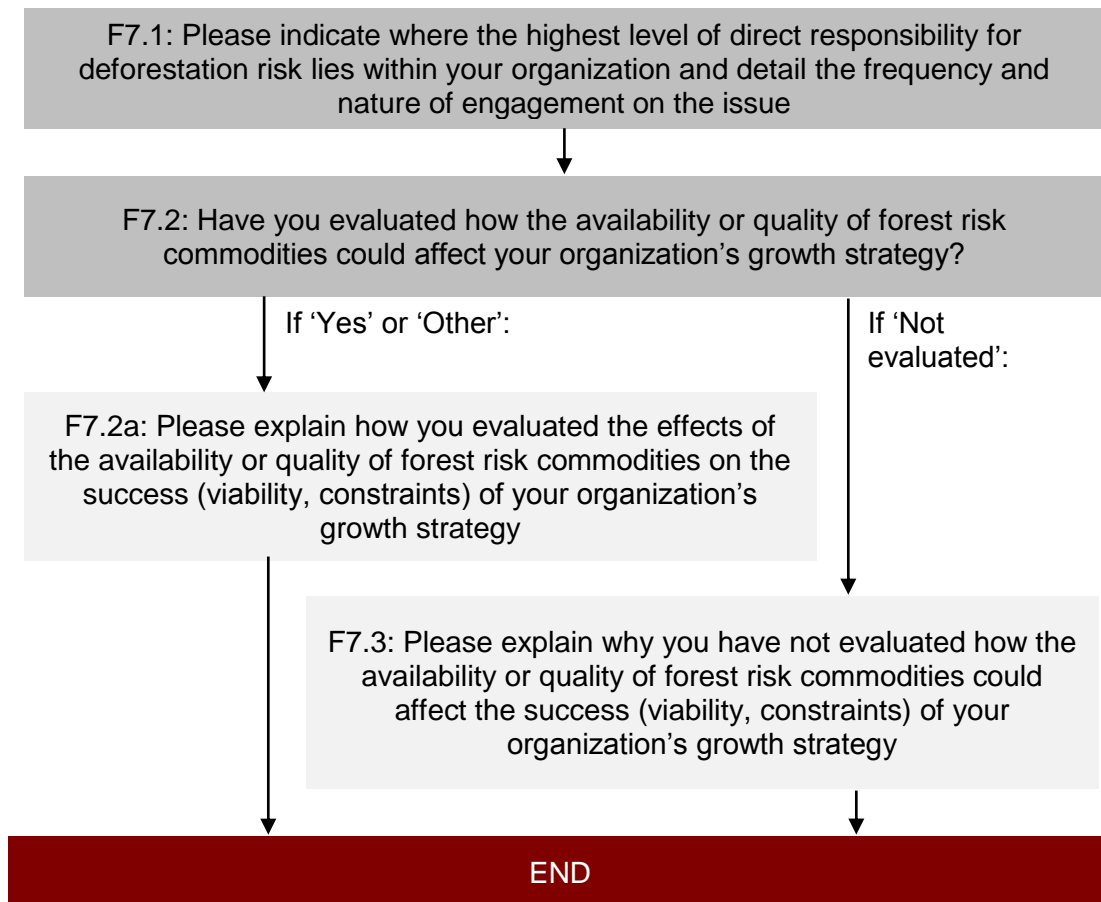 F7.1: Please indicate where the highest level of direct responsibility for
deforestation risk lies within your organization and detail the frequency and
nature of engagement on the issue
F7.2: Have you evaluated how the availability or quality of forest risk
commodities could affect your organization’s growth strategy?
If ‘Yes’ or ‘Other’:
If ‘Not
evaluated’:
F7.2a: Please explain how you evaluated the effects of
the availability or quality of forest risk commodities on the
success (viability, constraints) of your organization’s
growth strategy
F7.3: Please explain why you have not evaluated how the
availability or quality of forest risk commodities could
affect the success (viability, constraints) of your
organization’s growth strategy
END